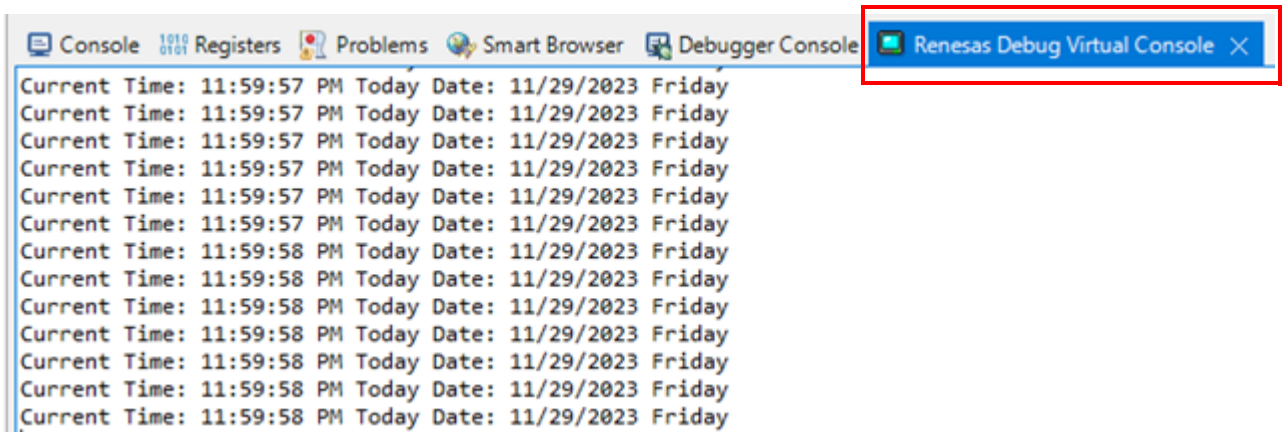 Console Registers Problems Smart Browser Debugger Console Renesas Debug Virtual Console
Current Time: 11:59:57 PM Today Date: 11/29/2023 Friday
Current Time: 11:59:57 PM Today Date: 11/29/2023 Friday
Current Time: 11:59:57 PM Today Date: 11/29/2023 Friday
Current Time: 11:59:57 PM Today Date: 11/29/2023 Friday
Current Time: 11:59:57 PM Today Date: 11/29/2023 Friday
Current Time: 11:59:57 PM Today Date: 11/29/2023 Friday
Current Time: 11:59:58 PM Today Date: 11/29/2023 Friday
Current Time: 11:59:58 PM Today Date: 11/29/2023 Friday
Current Time: 11:59:58 PM Today Date: 11/29/2023 Friday
Current Time: 11:59:58 PM Today Date: 11/29/2023 Friday
Current Time: 11:59:58 PM Today Date: 11/29/2023 Friday
Current Time: 11:59:58 PM Today Date: 11/29/2023 Friday
Current Time: 11:59:58 PM Today Date: 11/29/2023 Friday